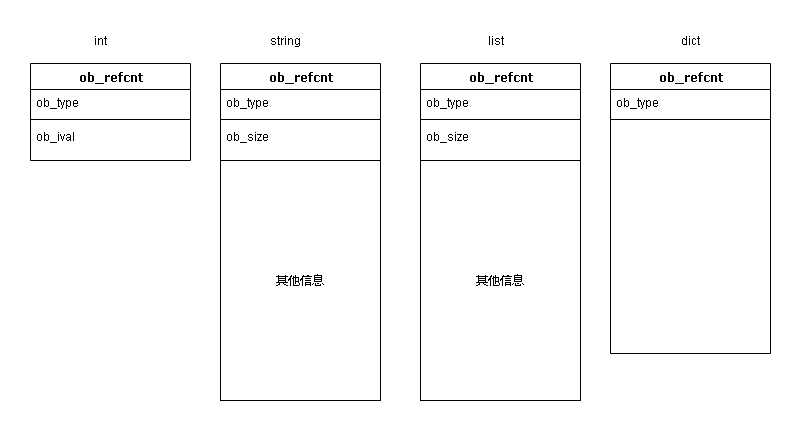 int
string
list
dict
ob_refcnt
ob_refcnt
ob_refcnt
ob_refcnt
ob_type
ob_type
ob_type
ob_type
ob_ival
ob_size
ob_size
其他信息
其他信息